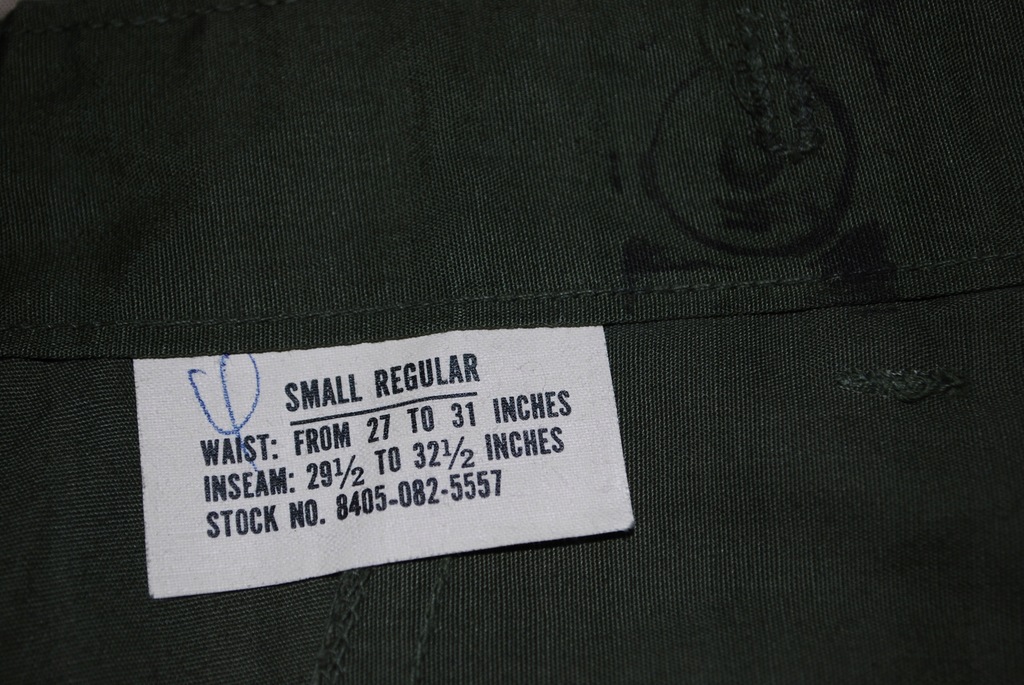 SMALL REGULAR
WAIST: FROM 27 TO 31 INCHES
INSEAM: 29½ TO 32½ INCHES
STOCK NO. 8405-082-5557